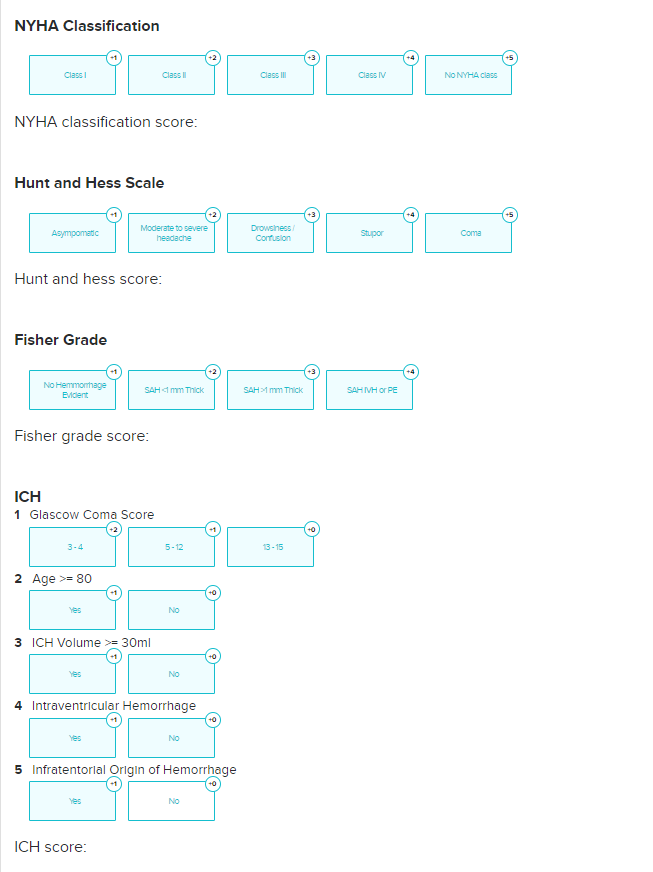 NYHA Classification
+1 +2 +3 +4 +5
Class I Class II Class III Class IV No NYHA class
NYHA classification score:
Hunt and Hess Scale
+1 +2 +3 +4 +5
Asympomatic Moderate to severe headache Drowsiness / Confusion Stupor Coma
Hunt and hess score:
Fisher Grade
+1 +2 +3 +4
No Hemmorrhage Evident SAH <1 mm Thick SAH >1 mm Thick SAH IVH or PE
Fisher grade score:
ICH
1 Glascow Coma Score
+2 +1 +0
3 - 4 5 - 12 13 - 15
2 Age >= 80
+1 +0
Yes No
3 ICH Volume >= 30ml
+1 +0
Yes No
4 Intraventricular Hemorrhage
+1 +0
Yes No
5 Infratentorial Origin of Hemorrhage
+1 +0
Yes No
ICH score: